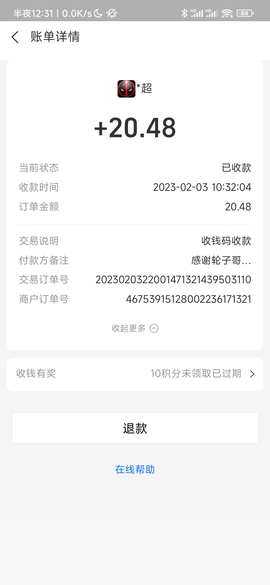 半夜12:31 0.0K/s
账单详情
*超
+20.48
当前状态 已收款
收款时间 2023-02-03 10:32:04
订单金额 20.48
交易说明 收钱码收款
付款方备注 感谢轮子哥...
交易订单号 20230203220014713214395031​10
商户订单号 46753915128002236171321
收起更多
收钱有奖 10积分未领取已过期
退款
在线帮助